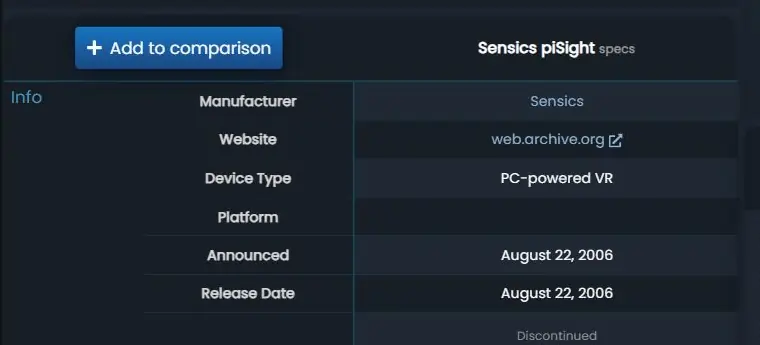 + Add to comparison
Sensics piSight specs
Info
Manufacturer Sensics
Website web.archive.org
Device Type PC-powered VR
Platform
Announced August 22, 2006
Release Date August 22, 2006
Discontinued